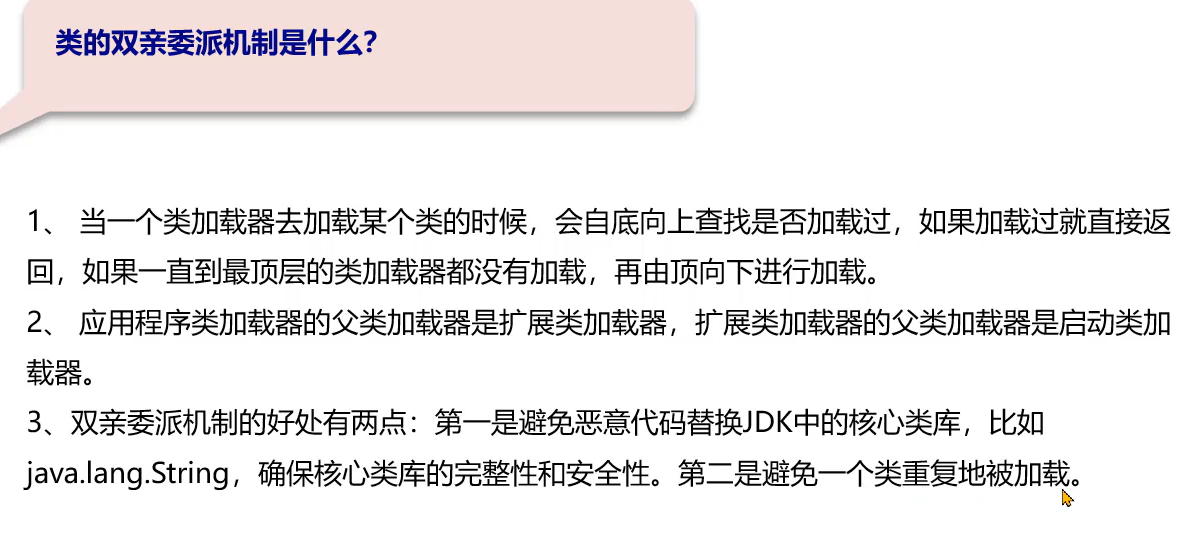 类的双亲委派机制是什么?
1、 当一个类加载器去加载某个类的时候，会自底向上查找是否加载过，如果加载过就直接返
回，如果一直到最顶层的类加载器都没有加载，再由顶向下进行加载。
2、 应用程序类加载器的父类加载器是扩展类加载器，扩展类加载器的父类加载器是启动类加
载器。
3、双亲委派机制的好处有两点：第一是避免恶意代码替换JDK中的核心类库，比如
java.lang.String，确保核心类库的完整性和安全性。第二是避免一个类重复地被加载。